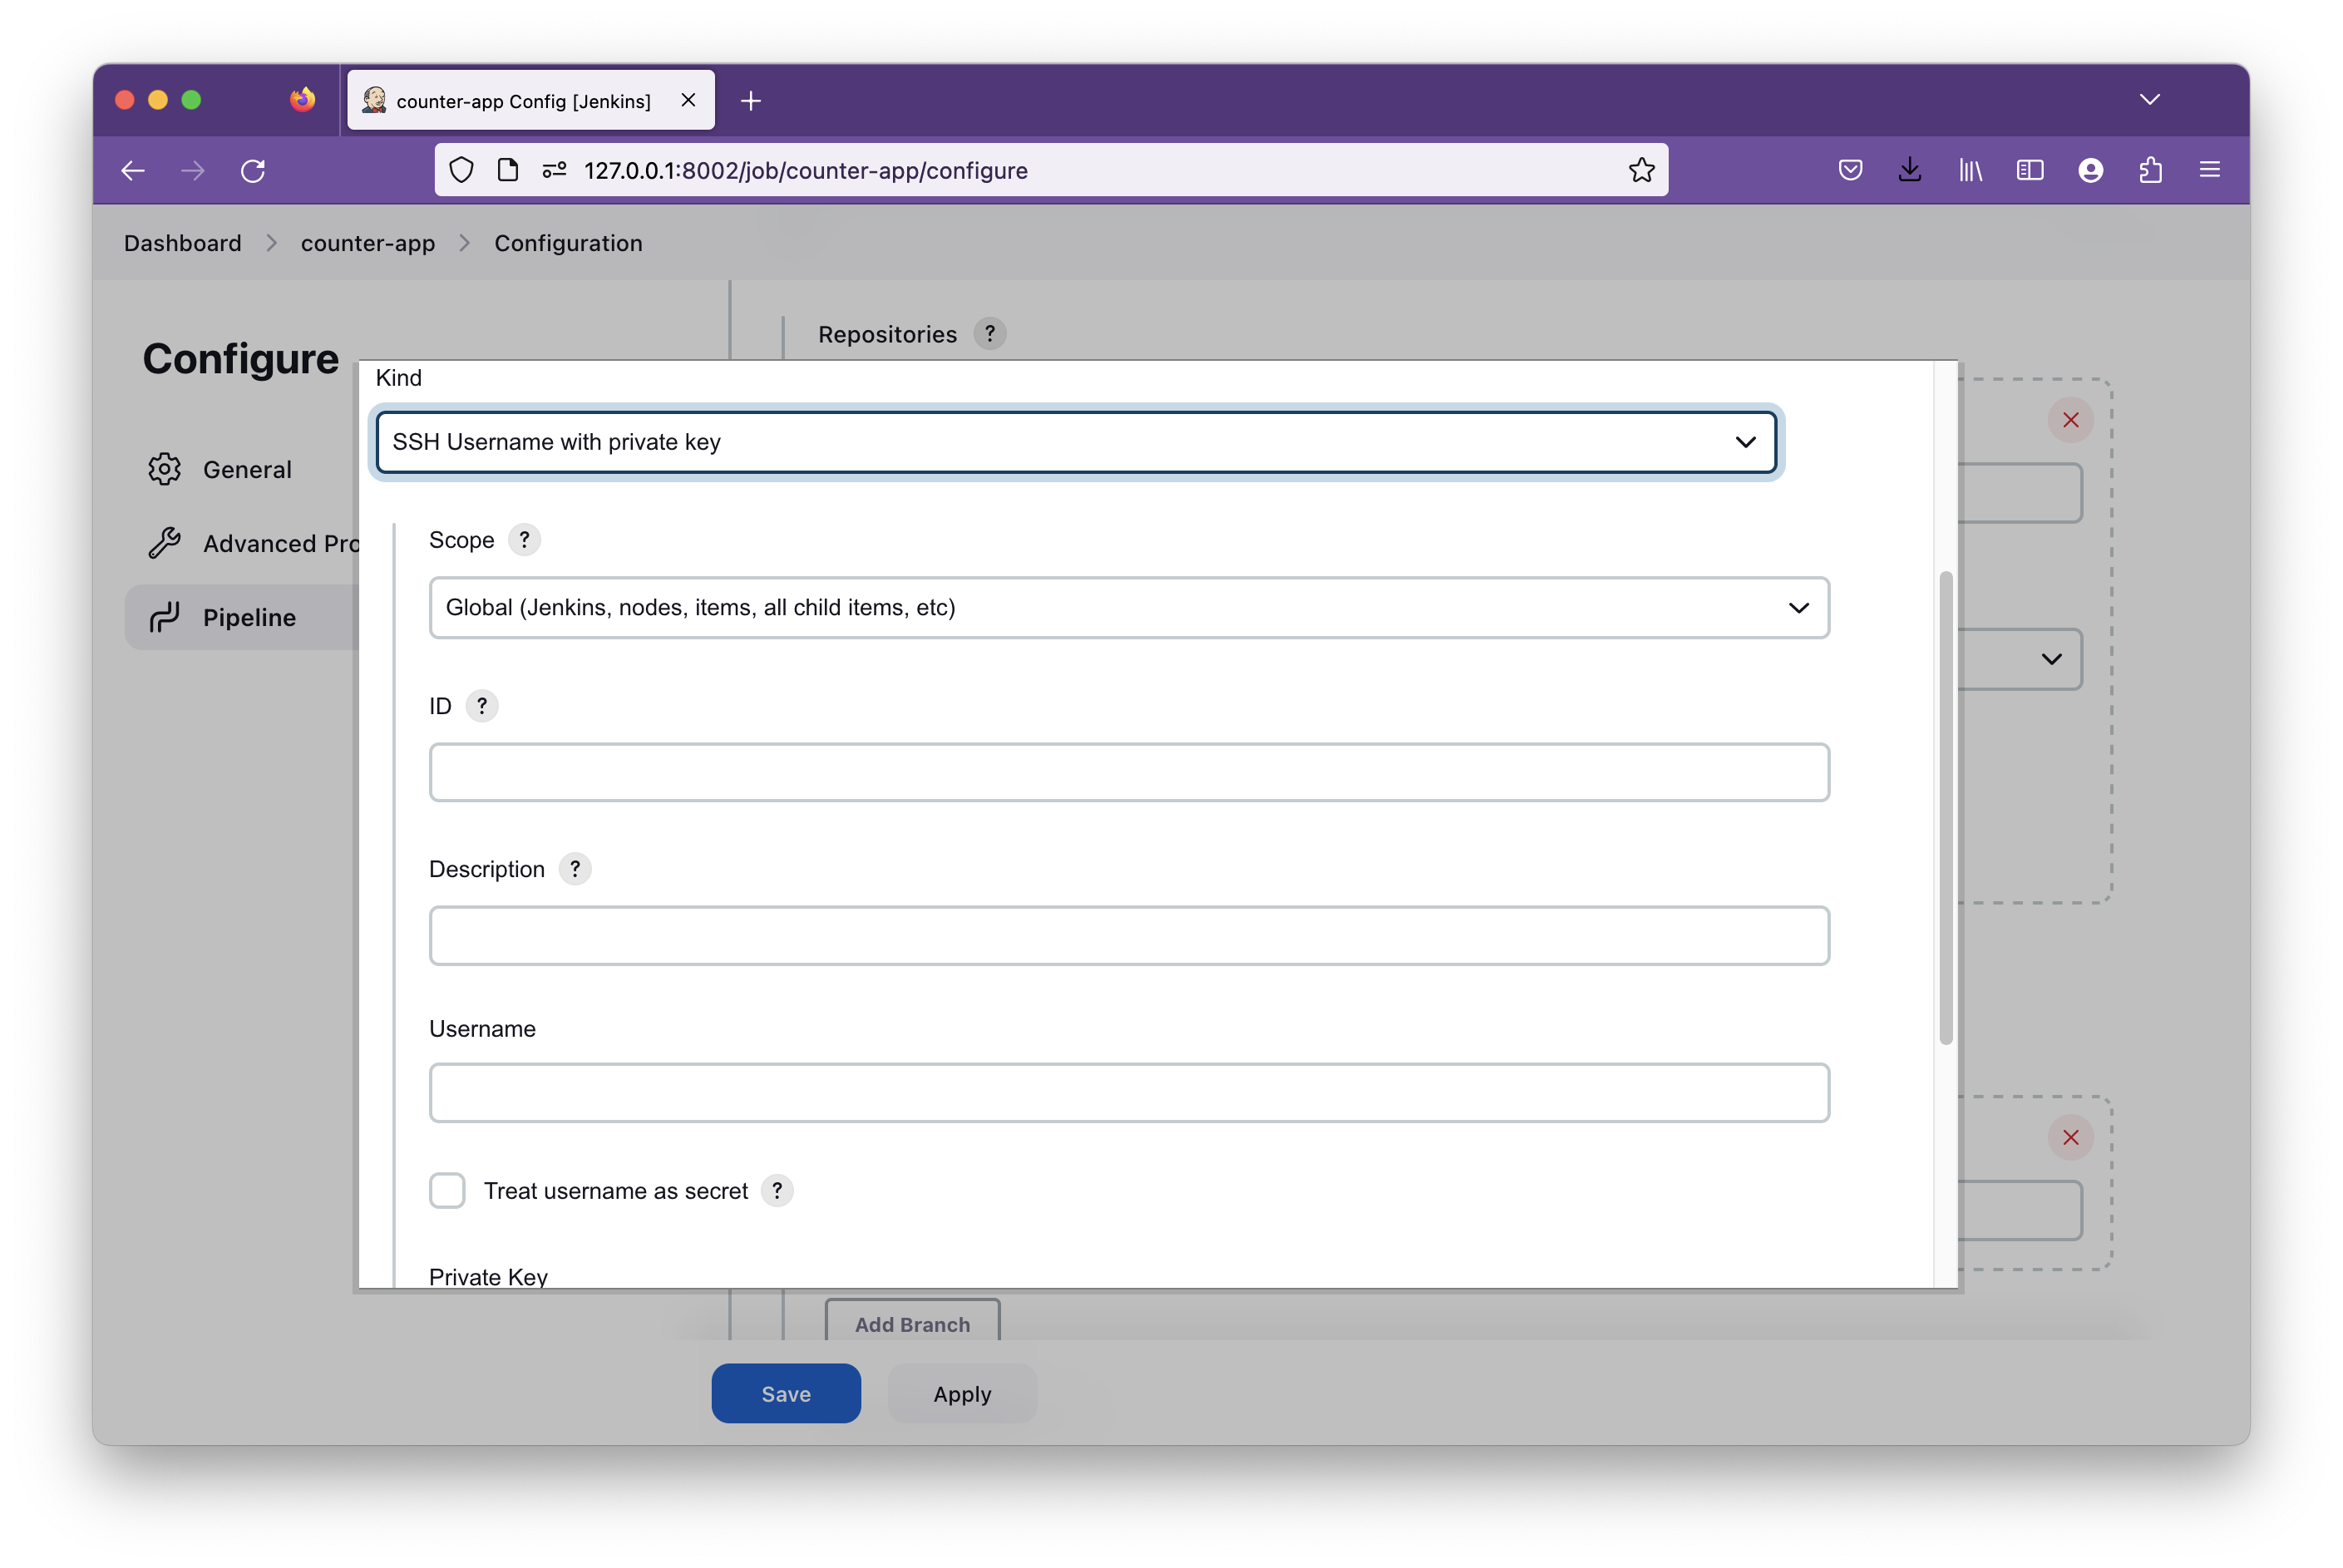 counter-app Config [Jenkins]
127.0.0.1:8002/job/counter-app/configure
Dashboard > counter-app > Configuration
Configure
General
Advanced Pro
Pipeline
Repositories ?
Kind
SSH Username with private key
Scope ?
Global (Jenkins, nodes, items, all child items, etc)
ID ?
Description ?
Username
Treat username as secret ?
Private Key
Add Branch
Save
Apply